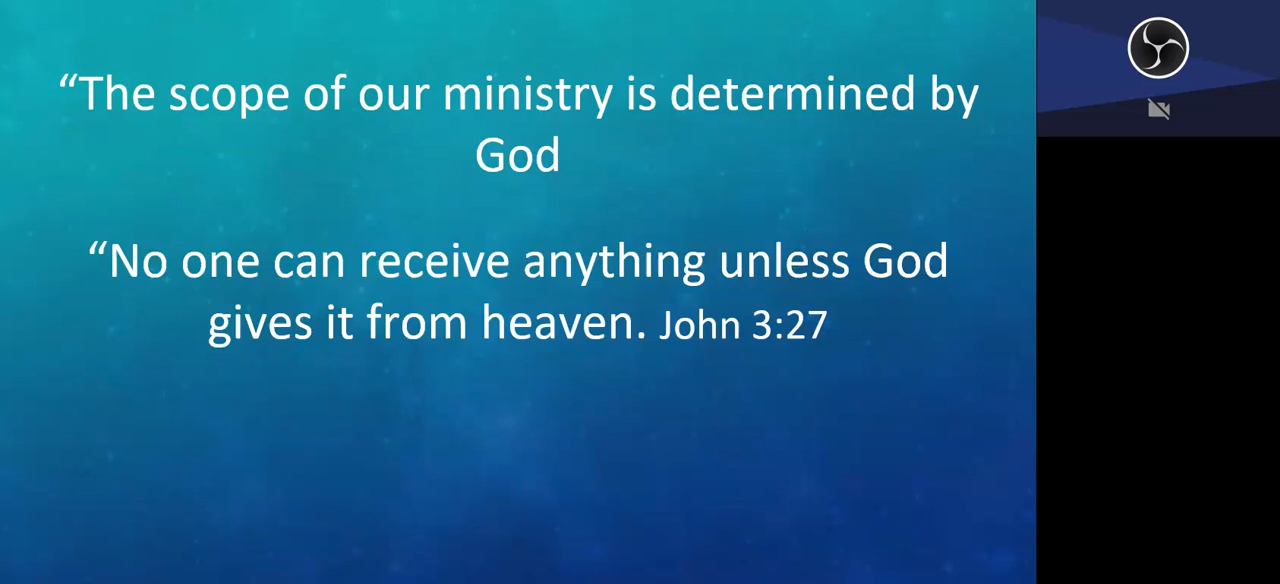 “The scope of our ministry is determined by
God
“No one can receive anything unless God
gives it from heaven. John 3:27